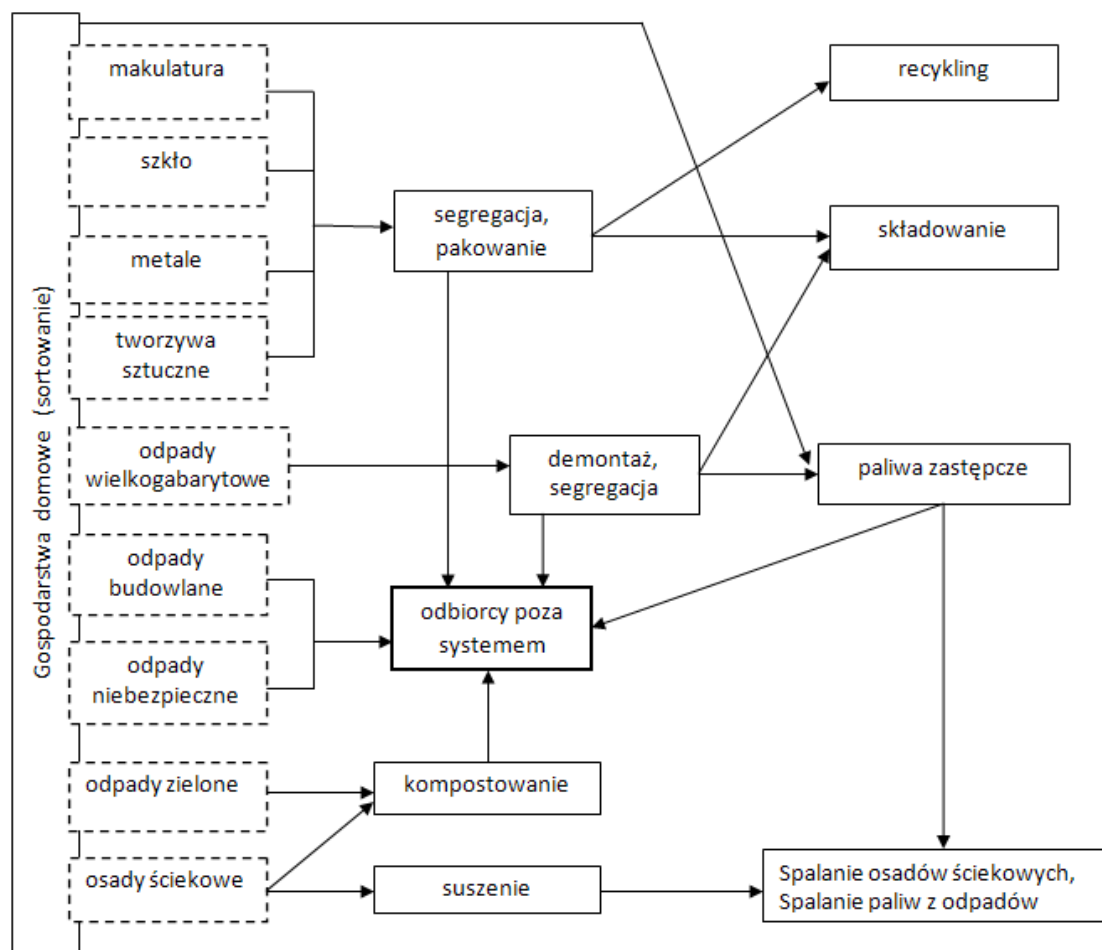 Gospodarstwa domowe (sortowanie)
makulatura
szkło
metale
tworzywa
sztuczne
odpady
wielkogabarytowe
odpady
budowlane
odpady
niebezpieczne
odpady zielone
osady ściekowe
segregacja,
pakowanie
demontaż,
segregacja
odbiorcy poza
systemem
kompostowanie
suszenie
recykling
składowanie
paliwa zastępcze
Spalanie osadów ściekowych,
Spalanie paliw z odpadów